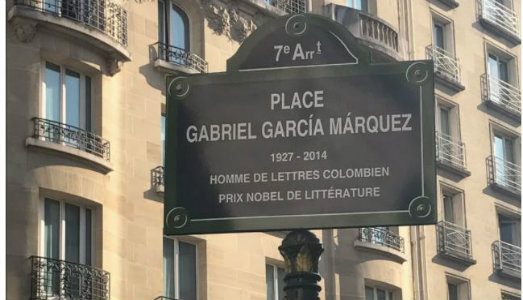 7e Arrt
PLACE
GABRIEL GARCÍA MÁRQUEZ
1927 - 2014
HOMME DE LETTRES COLOMBIEN
PRIX NOBEL DE LITTÉRATURE